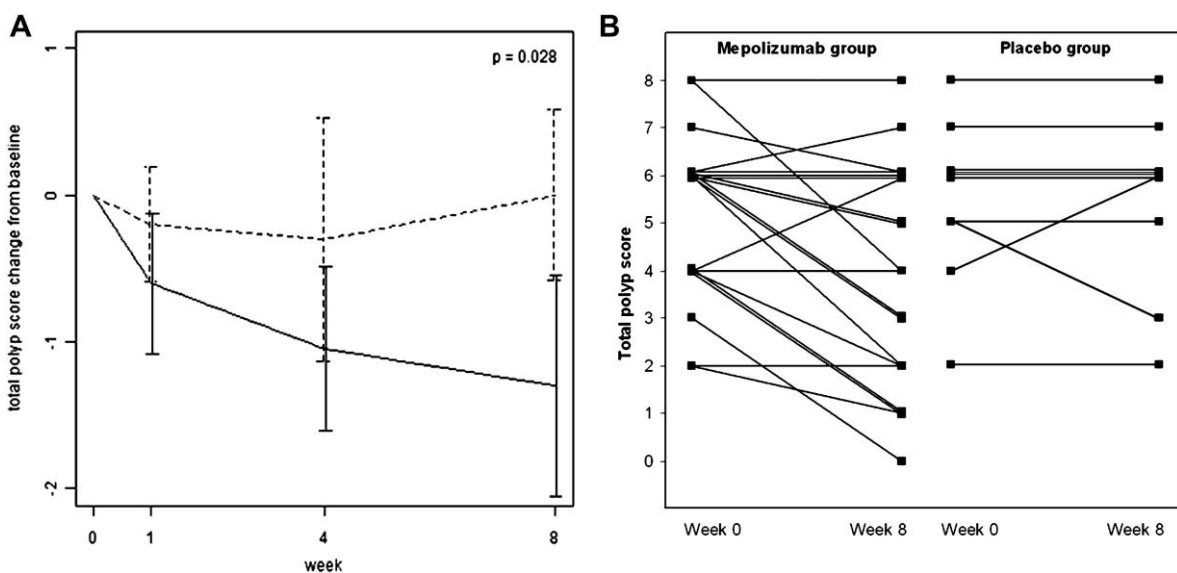 A
total polyp score change from baseline
1
0
-1
-2
p = 0.028
0 1 4 8
week
B
Total polyp score
Mepolizumab group Placebo group
8
7
6
5
4
3
2
1
0
Week 0 Week 8 Week 0 Week 8